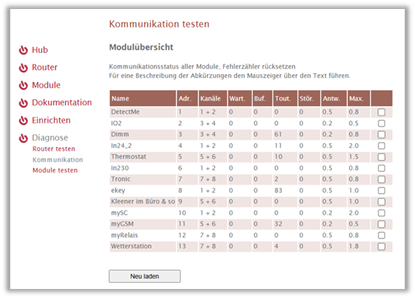 Kommunikation testen
Hub
Router
Module
Dokumentation
Einrichten
Diagnose
Router testen
Kommunikation
Module testen
Modulübersicht
Kommunikationsstatus aller Module, Fehlerzähler rücksetzen
Für eine Beschreibung der Abkürzungen den Mauszeiger über den Text führen.
Name Adr. Kanäle Wart. Buf. Tout. Stör. Antw. Max.
DetectMe 1 1 + 2 0 0 0 0 0.5 0.8
IO2 2 3 + 4 0 0 0 0 0.2 0.5
Dimm 3 3 + 4 0 0 61 0 0.2 0.8
In24_2 4 1 + 2 0 0 11 0 0.5 2.0
Thermostat 5 5 + 6 0 0 10 0 0.5 1.5
In230 6 1 + 2 0 0 0 0 0.5 0.8
Tronic 7 7 + 8 0 0 2 0 0.5 0.8
ekey 8 1 + 2 0 0 83 0 0.5 1.0
Kleener im Büro & so 9 5 + 6 0 0 0 0 0.5 1.0
mySC 10 1 + 2 0 0 0 0 0.2 2.0
myGSM 11 5 + 6 0 0 32 0 0.2 0.5
myRelais 12 7 + 8 0 0 0 0 0.5 0.8
Wetterstation 13 7 + 8 0 0 4 0 0.5 1.8
Neu laden